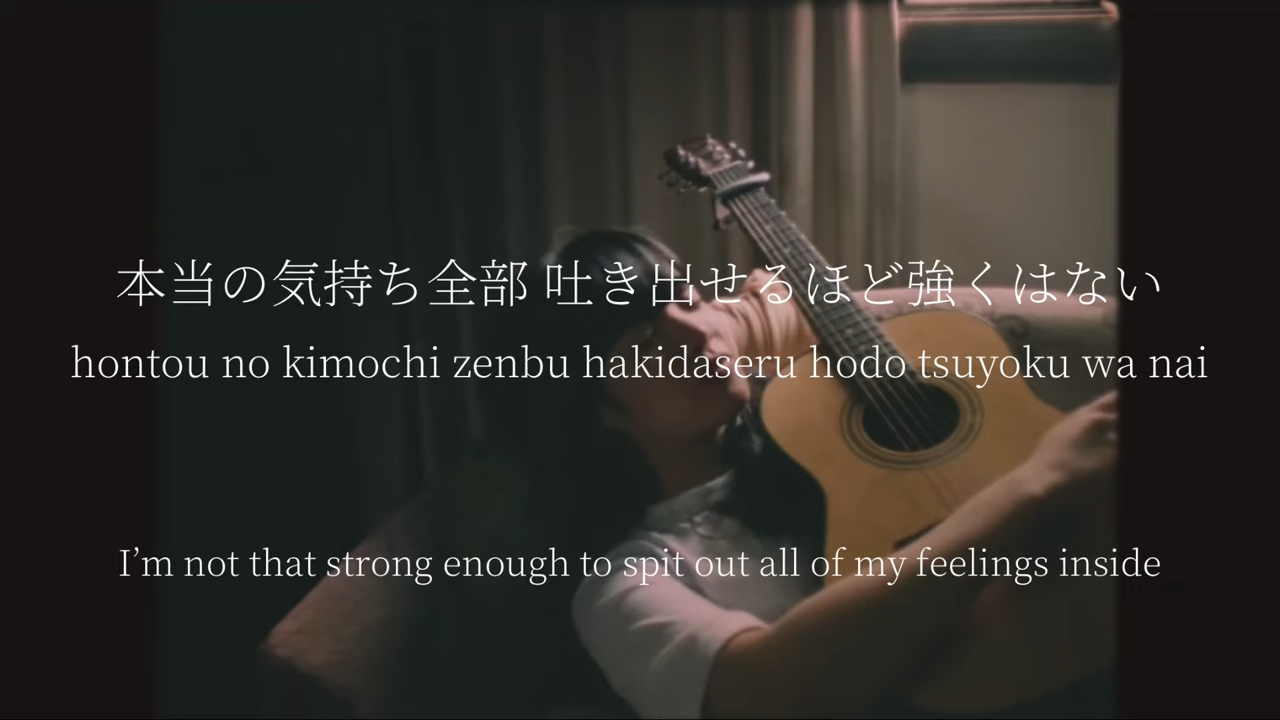 本当の気持ち全部 吐き出せるほど強くはない
hontou no kimochi zenbu hakidaseru hodo tsuyoku wa nai
I’m not that strong enough to spit out all of my feelings inside